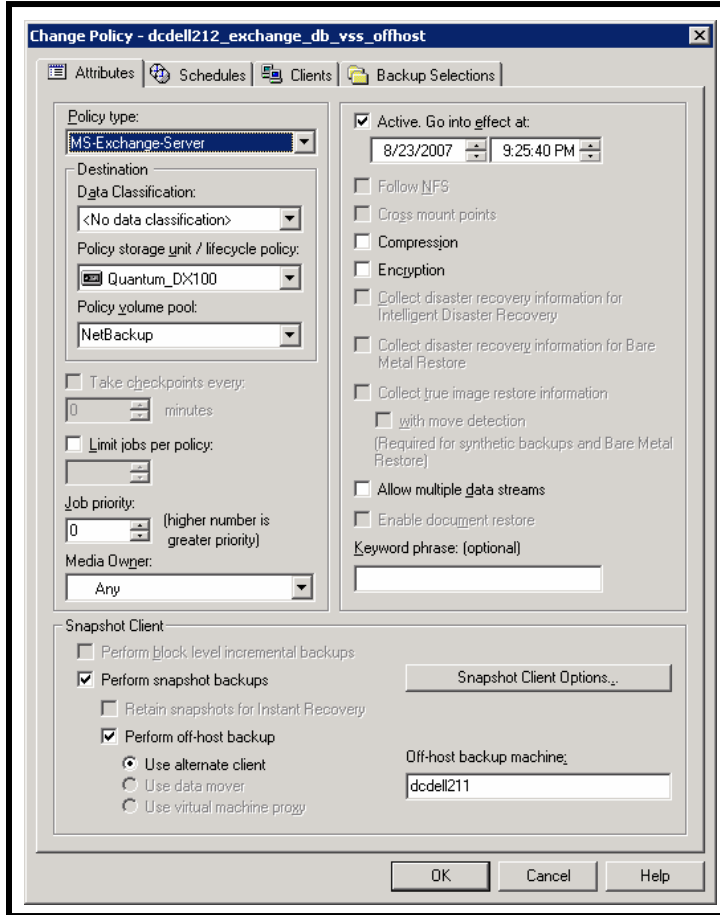 Change Policy - dcdell212_exchange_db_vss_offhost
Attributes Schedules Clients Backup Selections
Policy type:
MS-Exchange-Server
Destination
Data Classification:
<No data classification>
Policy storage unit / lifecycle policy:
Quantum_DX100
Policy volume pool:
NetBackup
Take checkpoints every:
0 minutes
Limit jobs per policy:
Job priority:
0 (higher number is
greater priority)
Media Owner:
Any
Active. Go into effect at:
8/23/2007 9:25:40 PM
Follow NFS
Cross mount points
Compression
Encryption
Collect disaster recovery information for
Intelligent Disaster Recovery
Collect disaster recovery information for Bare
Metal Restore
Collect true image restore information
with move detection
(Required for synthetic backups and Bare Metal
Restore)
Allow multiple data streams
Enable document restore
Keyword phrase: (optional)
Snapshot Client
Perform block level incremental backups
Perform snapshot backups
Snapshot Client Options...
Retain snapshots for Instant Recovery
Perform off-host backup
Use alternate client
Use data mover
Use virtual machine proxy
Off-host backup machine:
dcdell211
OK Cancel Help